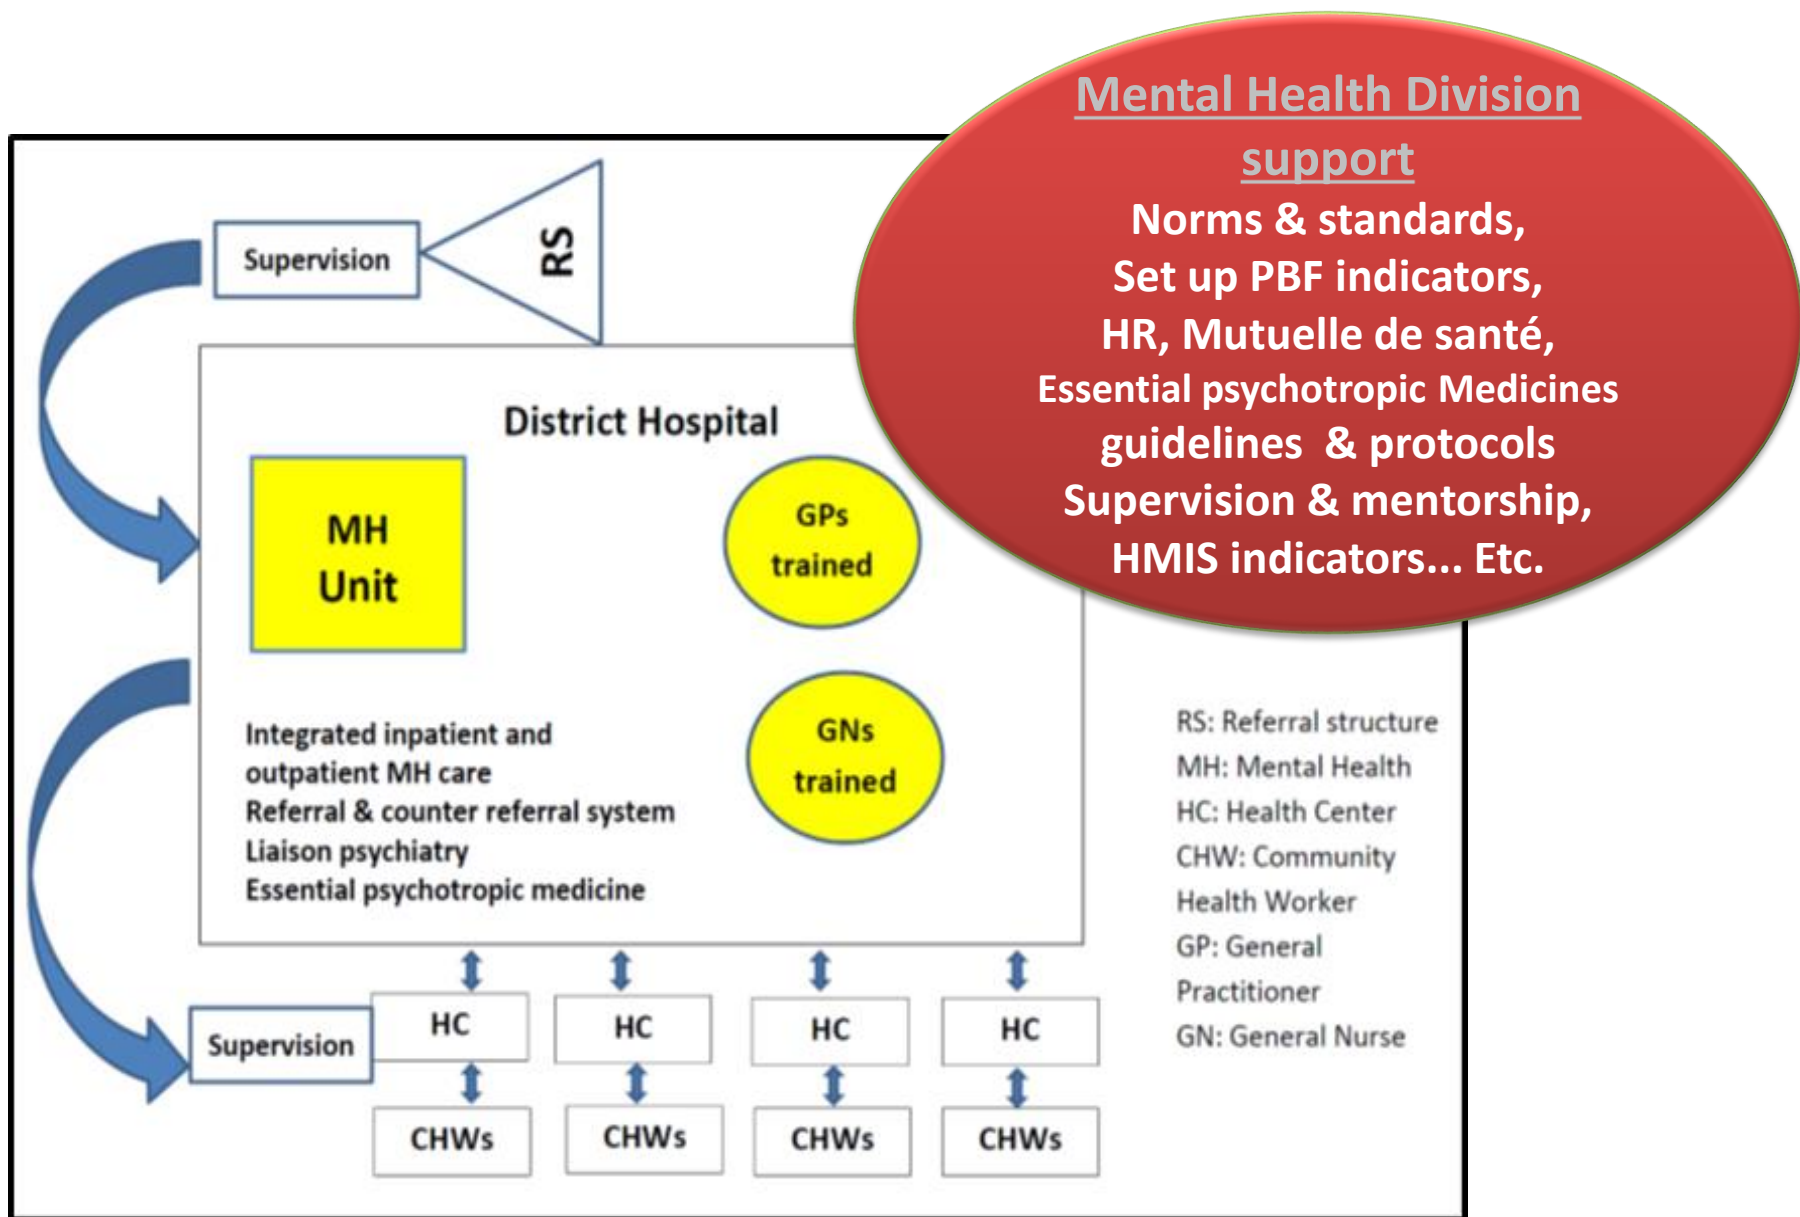 Mental Health Division
support
Norms & standards,
Set up PBF indicators,
HR, Mutuelle de santé,
Essential psychotropic Medicines
guidelines & protocols
Supervision & mentorship,
HMIS indicators... Etc.
Supervision
RS
District Hospital
MH
Unit
GPs
trained
GNs
trained
Integrated inpatient and
outpatient MH care
Referral & counter referral system
Liaison psychiatry
Essential psychotropic medicine
RS: Referral structure
MH: Mental Health
HC: Health Center
CHW: Community
Health Worker
GP: General
Practitioner
GN: General Nurse
Supervision
HC
HC
HC
HC
CHWs
CHWs
CHWs
CHWs